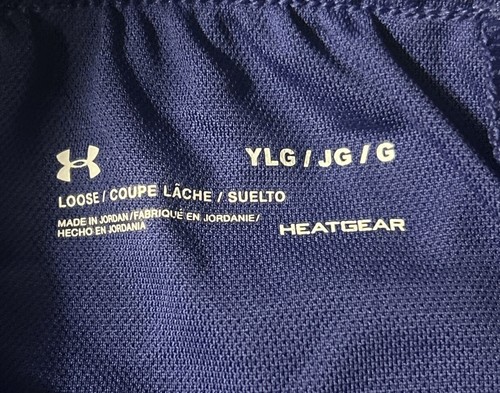 YLG / JG / G
LOOSE / COUPE LÂCHE / SUELTO
MADE IN JORDAN / FABRIQUÉ EN JORDANIE /
HECHO EN JORDANIA
HEATGEAR